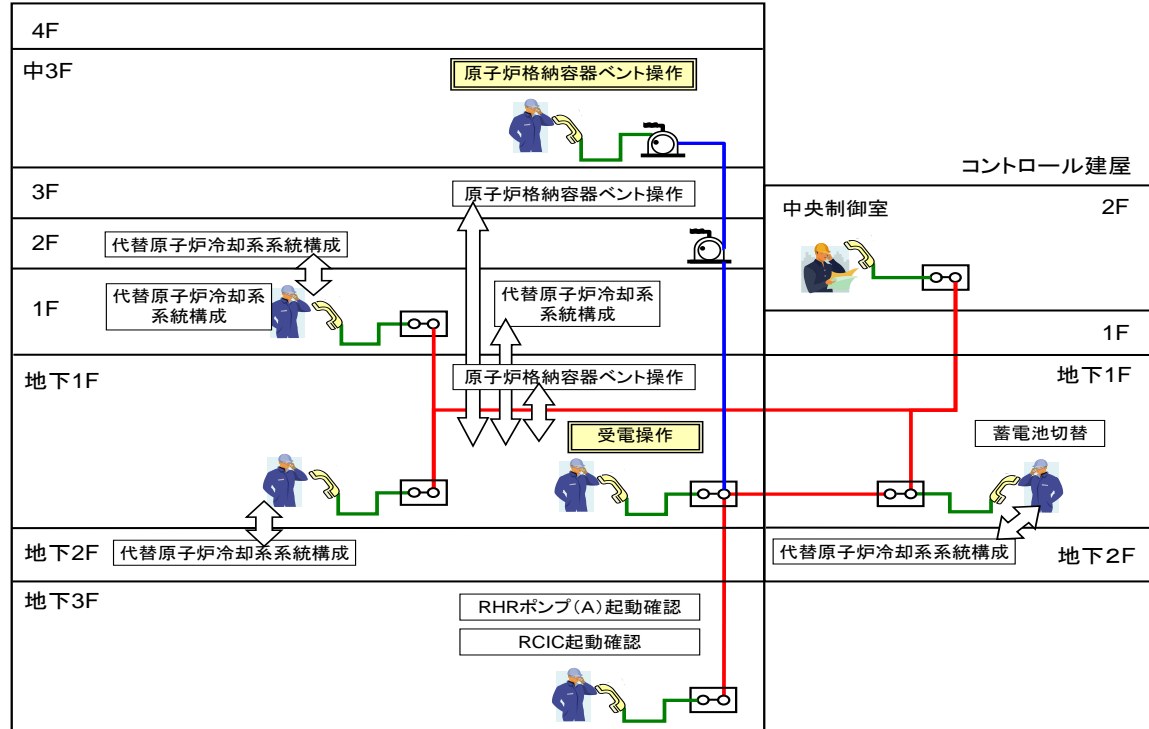 4F
中3F
原子炉格納容器ベント操作
コントロール建屋
3F
原子炉格納容器ベント操作
中央制御室
2F
2F
代替原子炉冷却系系統構成
1F
代替原子炉冷却系
系統構成
代替原子炉冷却系
系統構成
1F
地下1F
原子炉格納容器ベント操作
地下1F
受電操作
蓄電池切替
地下2F
代替原子炉冷却系系統構成
代替原子炉冷却系系統構成
地下2F
地下3F
RHRポンプ(A)起動確認
RCIC起動確認